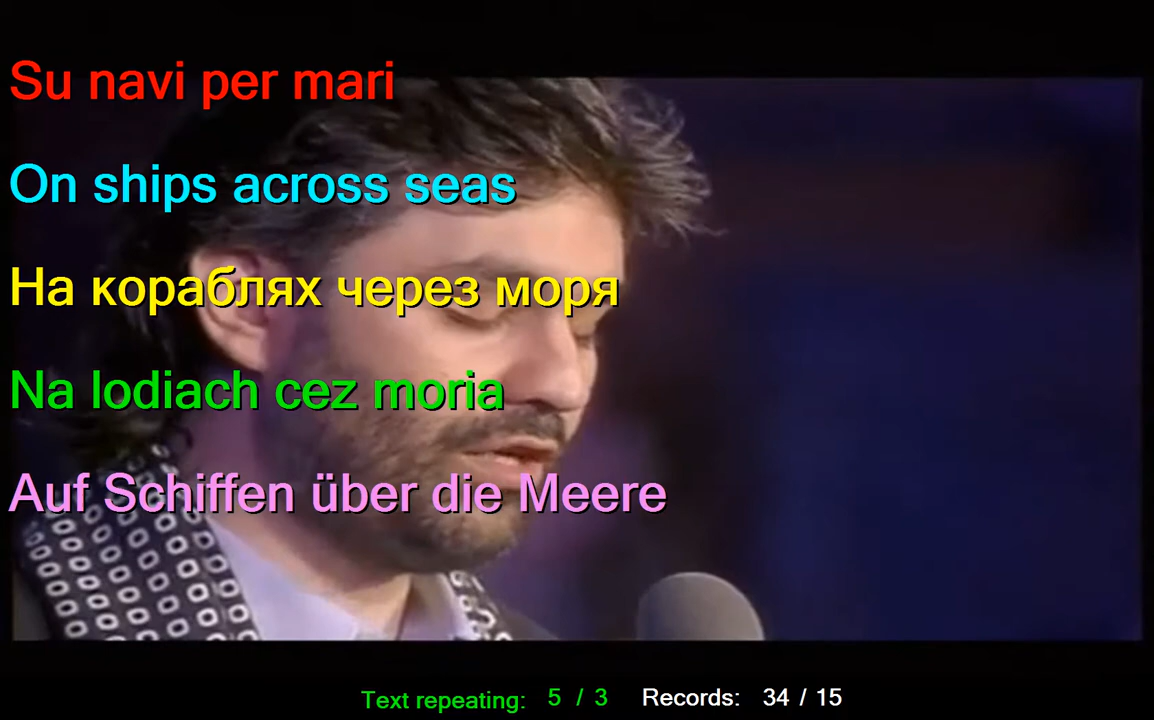 Su navi per mari
On ships across seas
На кораблях через моря
Na lodiach cez moria
Auf Schiffen über die Meere
Text repeating: 5 / 3 Records: 34 / 15